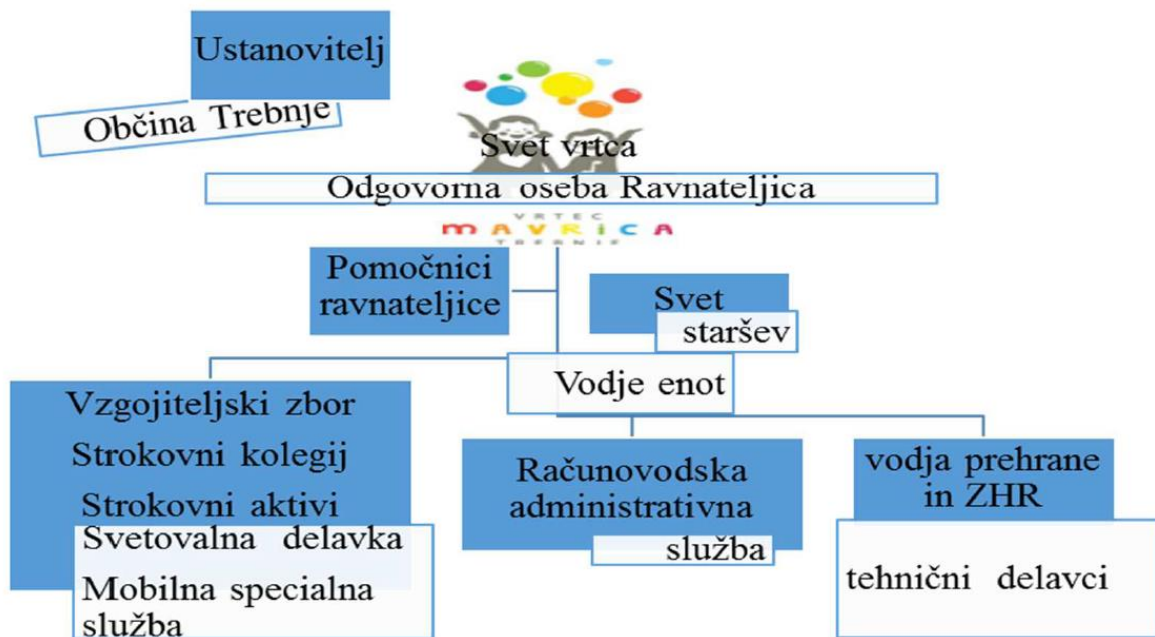 Ustanovitelj
Občina Trebnje
Svet vrtca
Odgovorna oseba Ravnateljica
VRTEC
MAVRiCA
TREBNJE
Pomočnici
ravnateljice
Svet
staršev
Vodje enot
Vzgojiteljski zbor
Strokovni kolegij
Strokovni aktivi
Svetovalna delavka
Mobilna specialna
služba
Računovodska
administrativna
služba
vodja prehrane
in ZHR
tehnični delavci